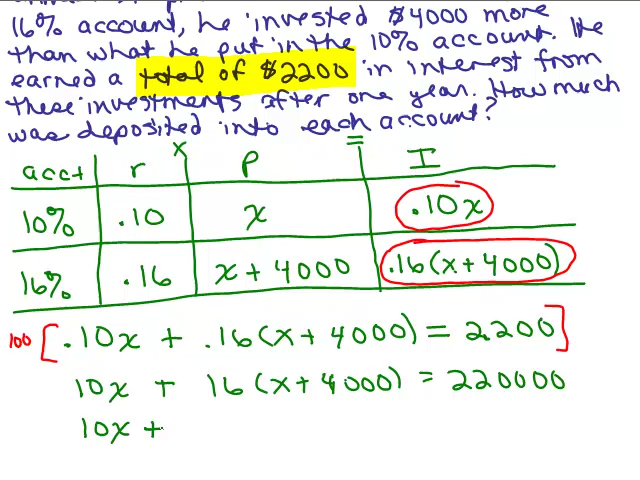 16% account, he invested $4000 more
than what he put in the 10% account. He
earned a total of $2200 in interest from
these investments after one year. How much
was deposited into each account?
acct r x P = I
10% .10 x .10x
16% .16 x + 4000 .16(x + 4000)
100 [.10x + .16(x + 4000) = 2200]
10x + 16(x + 4000) = 220000
10x +